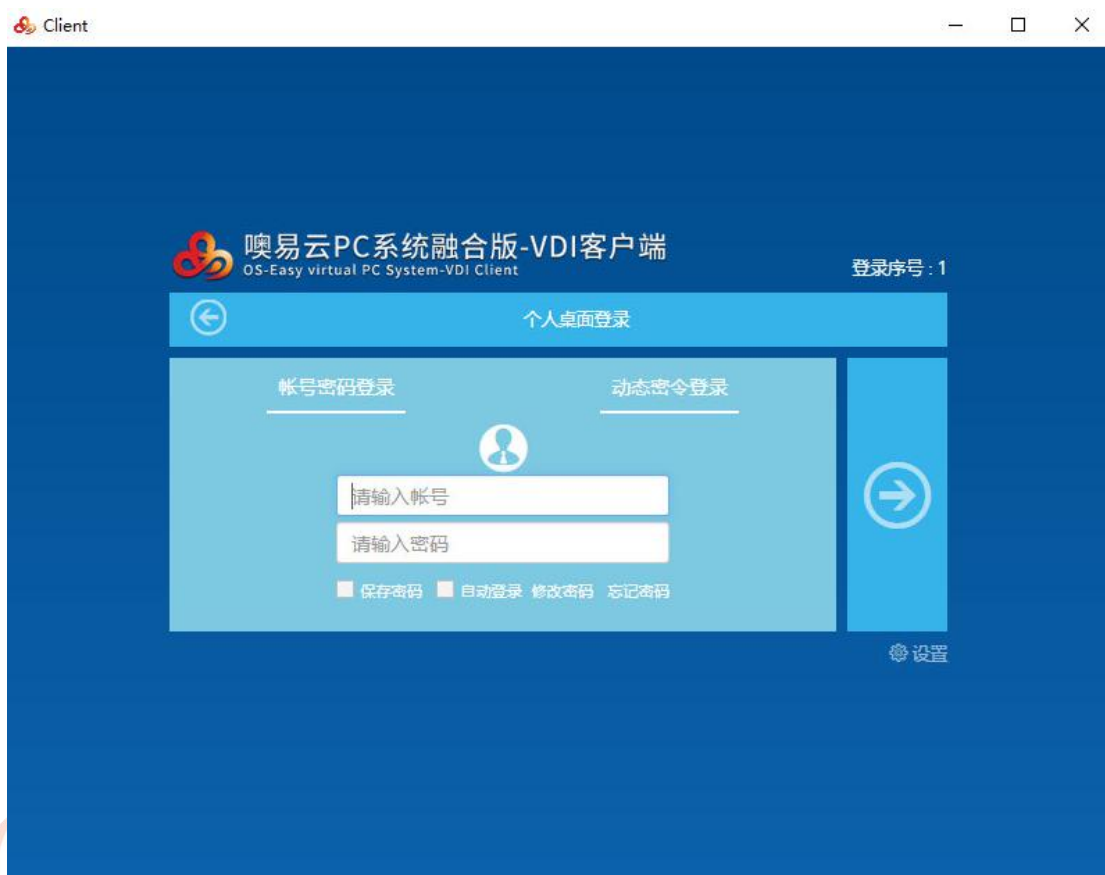 Client
噢易云PC系统融合版-VDI客户端
OS-Easy virtual PC System-VDI Client
登录序号 : 1
个人桌面登录
帐号密码登录 动态密令登录
请输入帐号
请输入密码
保存密码 自动登录 修改密码 忘记密码
设置